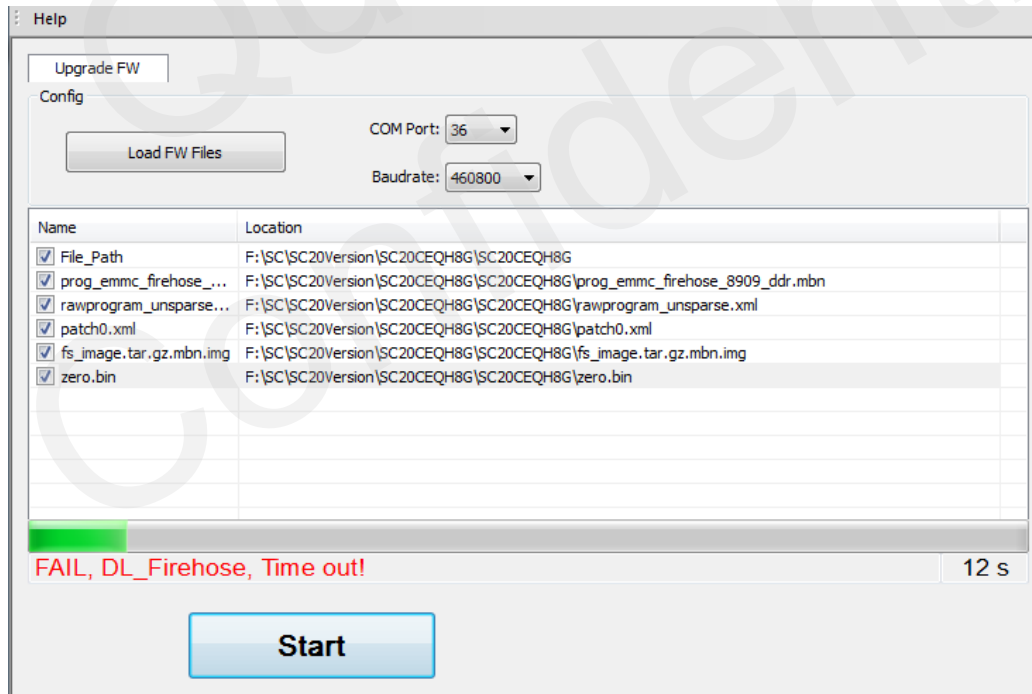 Help
Upgrade FW
Config
Load FW Files
COM Port: 36
Baudrate: 460800
Name Location
File_Path F:\SC\SC20Version\SC20CEQH8G\SC20CEQH8G
prog_emmc_firehose_... F:\SC\SC20Version\SC20CEQH8G\SC20CEQH8G\prog_emmc_firehose_8909_ddr.mbn
rawprogram_unsparse... F:\SC\SC20Version\SC20CEQH8G\SC20CEQH8G\rawprogram_unsparse.xml
patch0.xml F:\SC\SC20Version\SC20CEQH8G\SC20CEQH8G\patch0.xml
fs_image.tar.gz.mbn.img F:\SC\SC20Version\SC20CEQH8G\SC20CEQH8G\fs_image.tar.gz.mbn.img
zero.bin F:\SC\SC20Version\SC20CEQH8G\SC20CEQH8G\zero.bin
FAIL, DL_Firehose, Time out! 12 s
Start